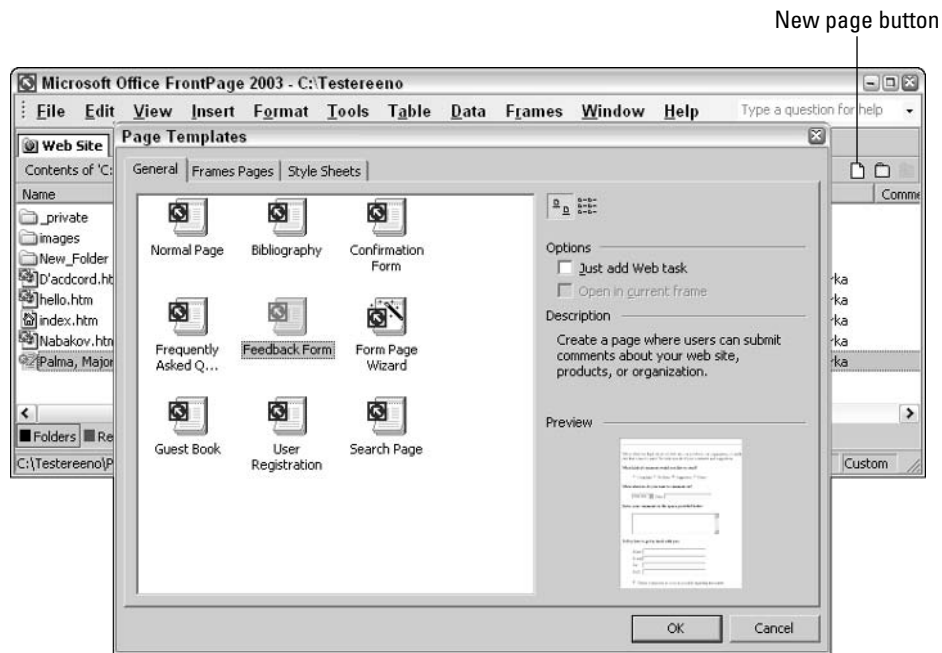 New page button
Microsoft Office FrontPage 2003 - C:\Testereeno
File Edit View Insert Format Tools Table Data Frames Window Help Type a question for help
Web Site
Page Templates
Contents of 'C:
General Frames Pages Style Sheets
Name
Comme
_private
images
New_Folder
D'acdcord.ht
hello.htm
index.htm
Nabakov.htm
Palma, Major
Normal Page
Bibliography
Confirmation
Form
Frequently
Asked Q...
Feedback Form
Form Page
Wizard
Guest Book
User
Registration
Search Page
Options
Just add Web task
Open in current frame
Description
Create a page where users can submit
comments about your web site,
products, or organization.
Preview
rka
rka
rka
rka
rka
Folders Re
C:\Testereeno\P
Custom
OK
Cancel